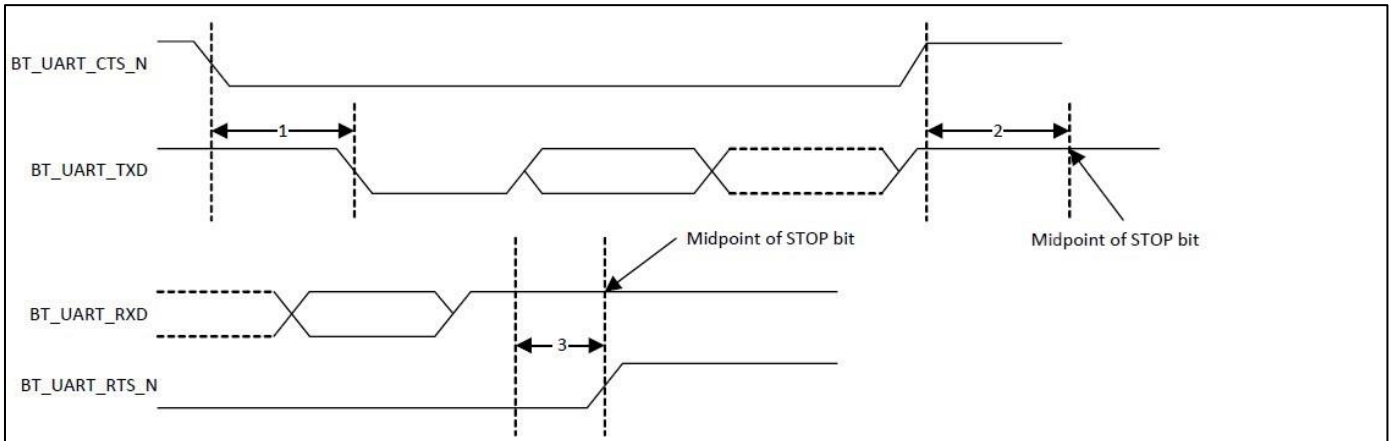 BT_UART_CTS_N
1
2
BT_UART_TXD
Midpoint of STOP bit
Midpoint of STOP bit
BT_UART_RXD
3
BT_UART_RTS_N